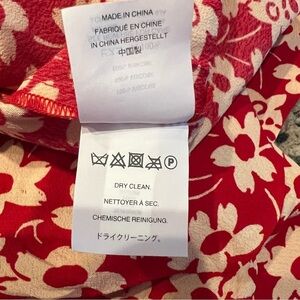 MADE IN CHINA
FABRIQUÉ EN CHINE
IN CHINA HERGESTELLT
中国製
P
DRY CLEAN.
NETTOYER À SEC.
CHEMISCHE REINIGUNG.
ドライクリーニング。